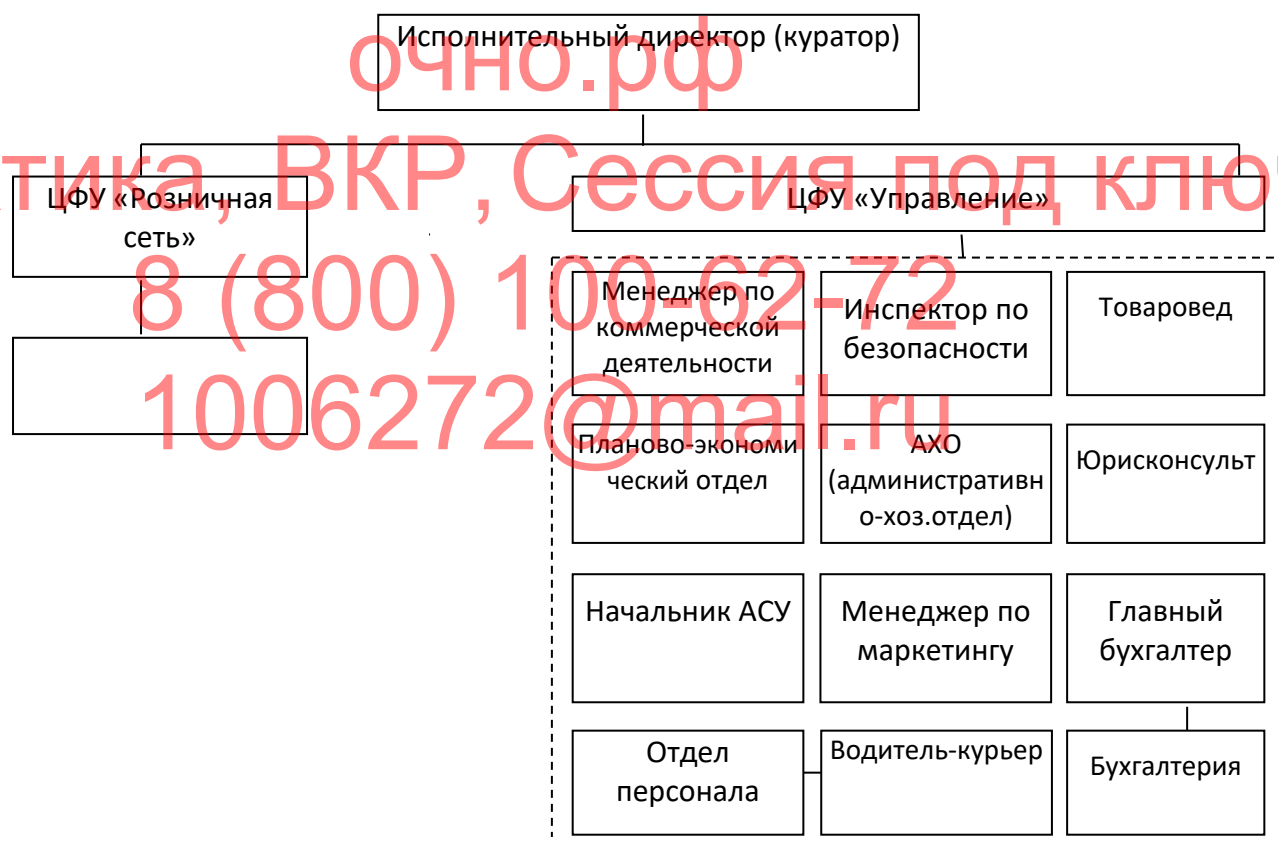 Исполнительный директор (куратор)
очно.рф
тика, ВКР, Сессия под клю
8 (800) 100-62-72
1006272@mail.ru
ЦФУ «Розничная
сеть»
ЦФУ «Управление»
Менеджер по
коммерческой
деятельности
Инспектор по
безопасности
Товаровед
Планово-экономи
ческий отдел
АХО
(административн
о-хоз.отдел)
Юрисконсульт
Начальник АСУ
Менеджер по
маркетингу
Главный
бухгалтер
Отдел
персонала
Водитель-курьер
Бухгалтерия